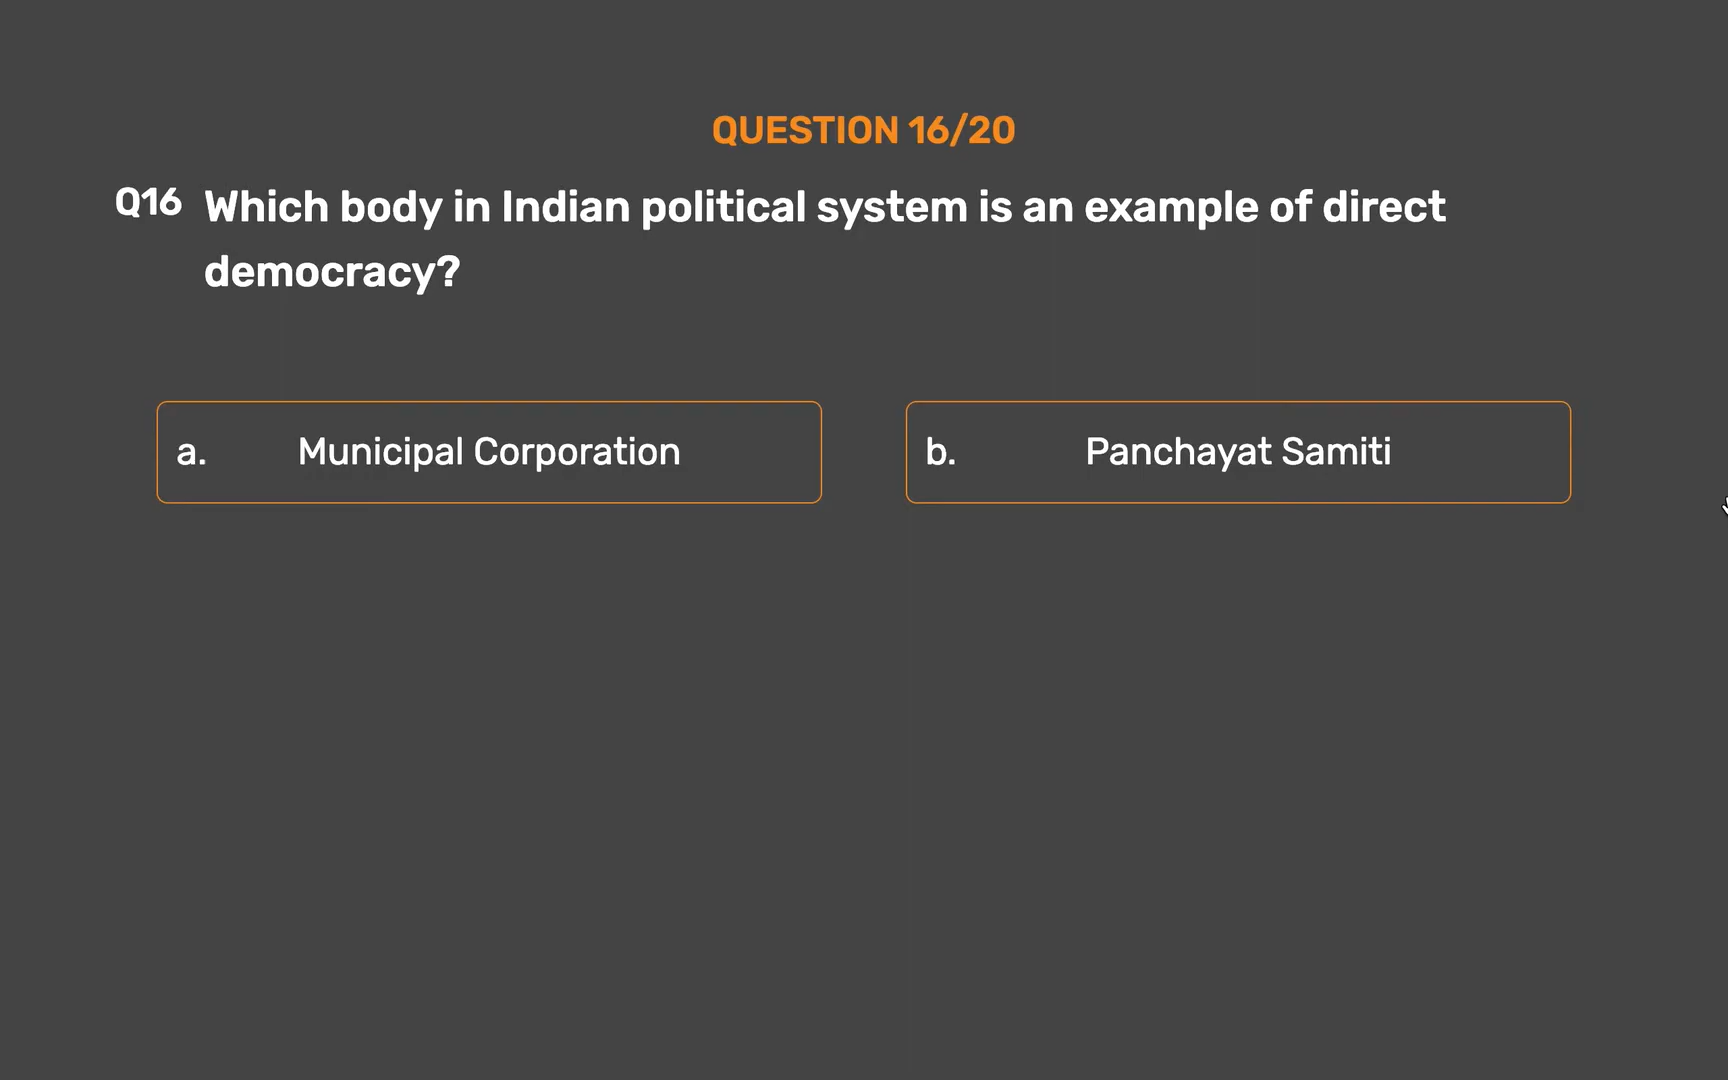 QUESTION 16/20
Q16 Which body in Indian political system is an example of direct
democracy?
a. Municipal Corporation
b. Panchayat Samiti